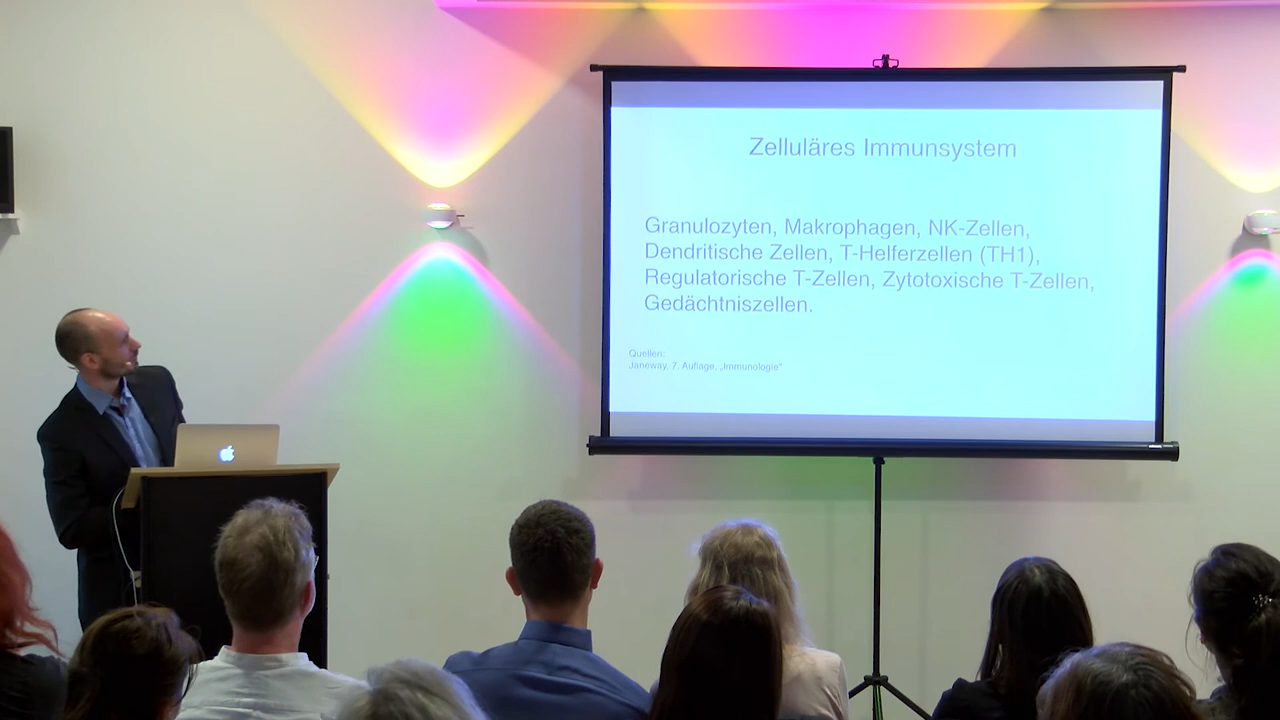 Zelluläres Immunsystem
Granulozyten, Makrophagen, NK-Zellen,
Dendritische Zellen, T-Helferzellen (TH1),
Regulatorische T-Zellen, Zytotoxische T-Zellen,
Gedächtniszellen.
Quellen:
Janeway, 7. Auflage, „Immunologie“